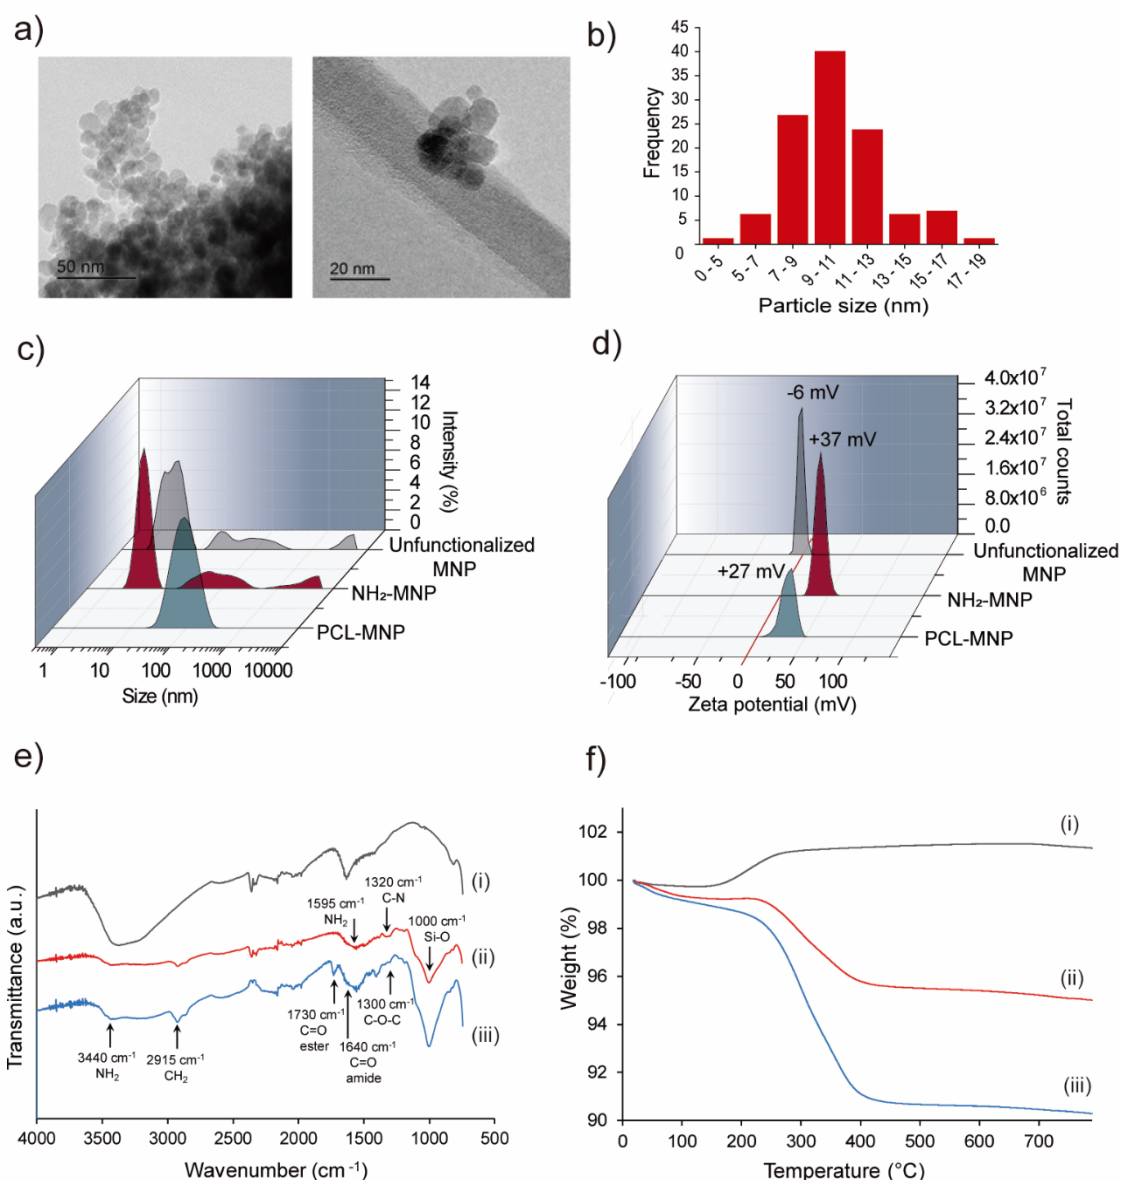 a)
50 nm
20 nm
b)
Frequency
45
40
35
30
25
20
15
10
5
0
0 - 5
5 - 7
7 - 9
9 - 11
11 - 13
13 - 15
15 - 17
17 - 19
Particle size (nm)
c)
14
12
10
8
6
4
2
0
Intensity (%)
Unfunctionalized
MNP
NH₂-MNP
PCL-MNP
1
10
100
1000
10000
Size (nm)
d)
-6 mV
+37 mV
+27 mV
4.0x10⁷
3.2x10⁷
2.4x10⁷
1.6x10⁷
8.0x10⁶
0.0
Total counts
Unfunctionalized
MNP
NH₂-MNP
PCL-MNP
-100
-50
0
50
100
Zeta potential (mV)
e)
Transmittance (a.u.)
(i)
1320 cm⁻¹
C-N
1595 cm⁻¹
NH₂
1000 cm⁻¹
Si-O
(ii)
1300 cm⁻¹
C-O-C
1730 cm⁻¹
C=O
ester
(iii)
1640 cm⁻¹
C=O
amide
3440 cm⁻¹
NH₂
2915 cm⁻¹
CH₂
4000
3500
3000
2500
2000
1500
1000
500
Wavenumber (cm⁻¹)
f)
Weight (%)
102
100
98
96
94
92
90
(i)
(ii)
(iii)
0
100
200
300
400
500
600
700
Temperature (°C)